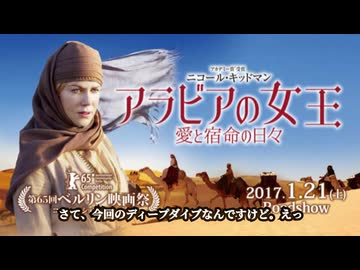 アカデミー賞®女優
ニコール・キッドマン
アラビアの女王
愛と宿命の日々
65
Competition
第65回ベルリン映画祭
2017.1.21(土)
Roadshow
さて、今回のディープダイブなんですけど。えっ